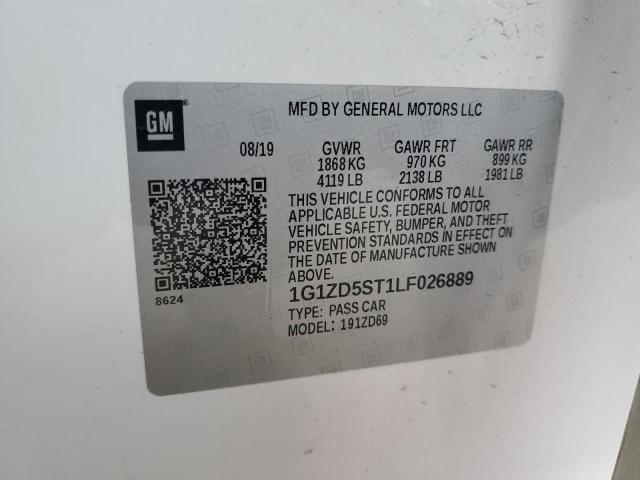 GM
MFD BY GENERAL MOTORS LLC
08/19 GVWR GAWR FRT GAWR RR
1868 KG 970 KG 899 KG
4119 LB 2138 LB 1981 LB
THIS VEHICLE CONFORMS TO ALL
APPLICABLE U.S. FEDERAL MOTOR
VEHICLE SAFETY, BUMPER, AND THEFT
PREVENTION STANDARDS IN EFFECT ON
THE DATE OF MANUFACTURE SHOWN
ABOVE.
8624
1G1ZD5ST1LF026889
TYPE: PASS CAR
MODEL: 191ZD69